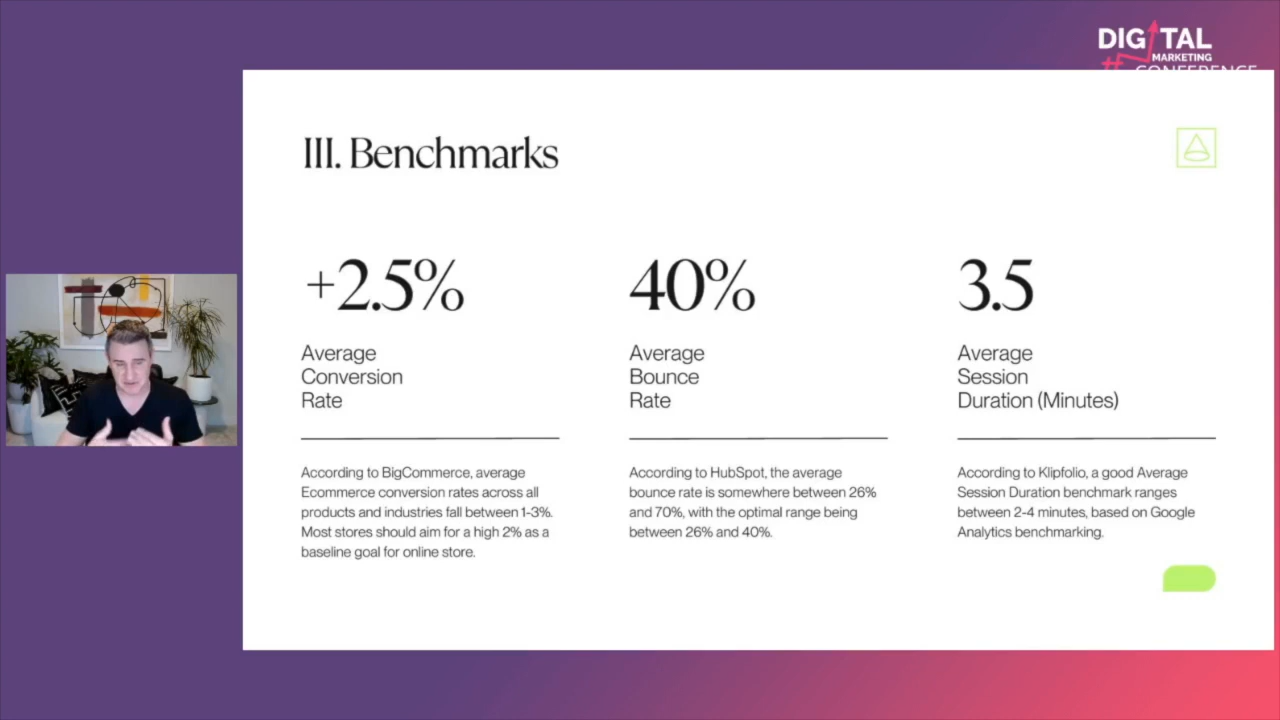 DIGITAL
MARKETING
#CONFERENCE
III. Benchmarks
+2.5%
Average
Conversion
Rate
According to BigCommerce, average
Ecommerce conversion rates across all
products and industries fall between 1-3%.
Most stores should aim for a high 2% as a
baseline goal for online store.
40%
Average
Bounce
Rate
According to HubSpot, the average
bounce rate is somewhere between 26%
and 70%, with the optimal range being
between 26% and 40%.
3.5
Average
Session
Duration (Minutes)
According to Klipfolio, a good Average
Session Duration benchmark ranges
between 2-4 minutes, based on Google
Analytics benchmarking.